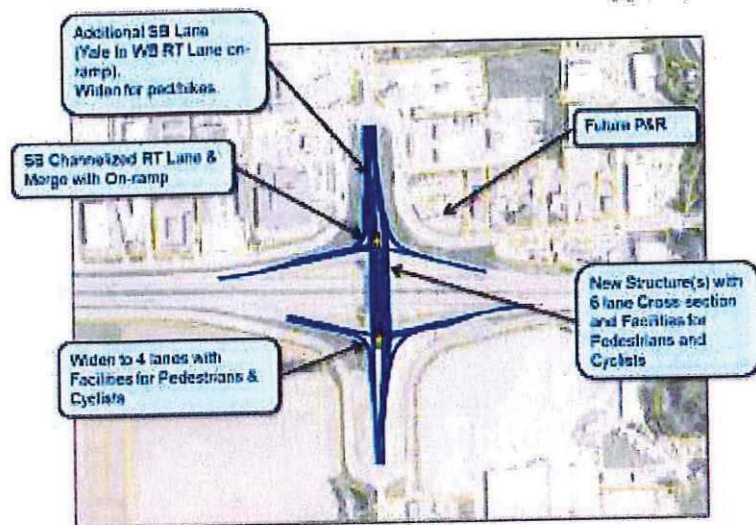 Additional SB Lane
(Yale to WB RT Lane on-
ramp).
Widen for ped/bikes
Future P&R
SB Channelized RT Lane &
Merge with On-ramp
New Structure(s) with
6 lane Cross-section
and Facilities for
Pedestrians and
Cyclists
Widen to 4 lanes with
Facilities for Pedestrians &
Cyclists